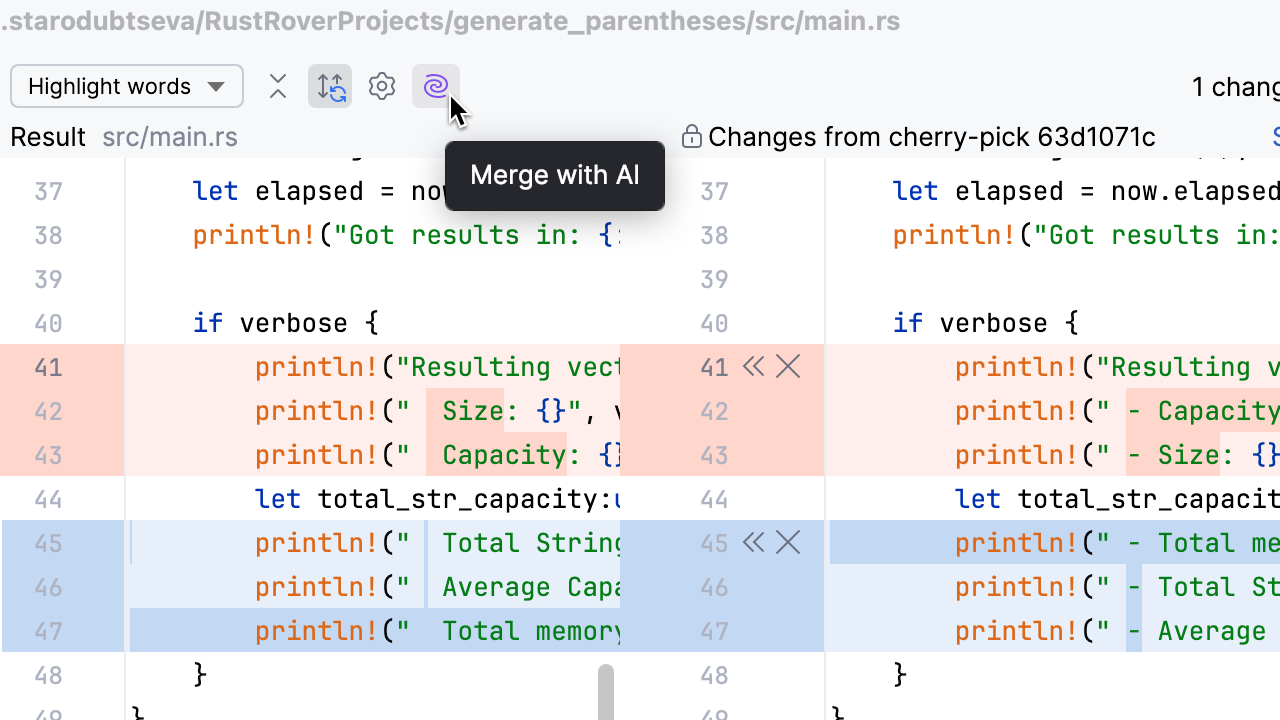 .starodubtseva/RustRoverProjects/generate_parentheses/src/main.rs
Highlight words
1 chang
Result src/main.rs
Changes from cherry-pick 63d1071c
Merge with AI
37 let elapsed = now
38 println!("Got results in: {:
39
40 if verbose {
41 println!("Resulting vect
42 println!("  Size: {}", v
43 println!("  Capacity: {}
44 let total_str_capacity:u
45 println!("  Total String
46 println!("  Average Capa
47 println!("  Total memory
48 }
49 }
37 let elapsed = now.elapsed
38 println!("Got results in:
39
40 if verbose {
41 println!("Resulting v
42 println!(" - Capacity
43 println!(" - Size: {}
44 let total_str_capacit
45 println!(" - Total me
46 println!(" - Total St
47 println!(" - Average
48 }
49 }